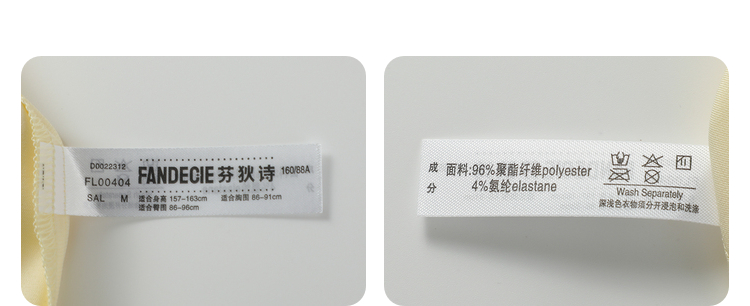 D0022312
FL00404
SAL M
FANDECIE 芬狄诗 160/88A
适合身高 157-163cm 适合胸围 86-91cm
适合臀围 86-96cm
成分
面料:96%聚酯纤维polyester
4%氨纶elastane
Wash Separately
深浅色衣物须分开浸泡和洗涤